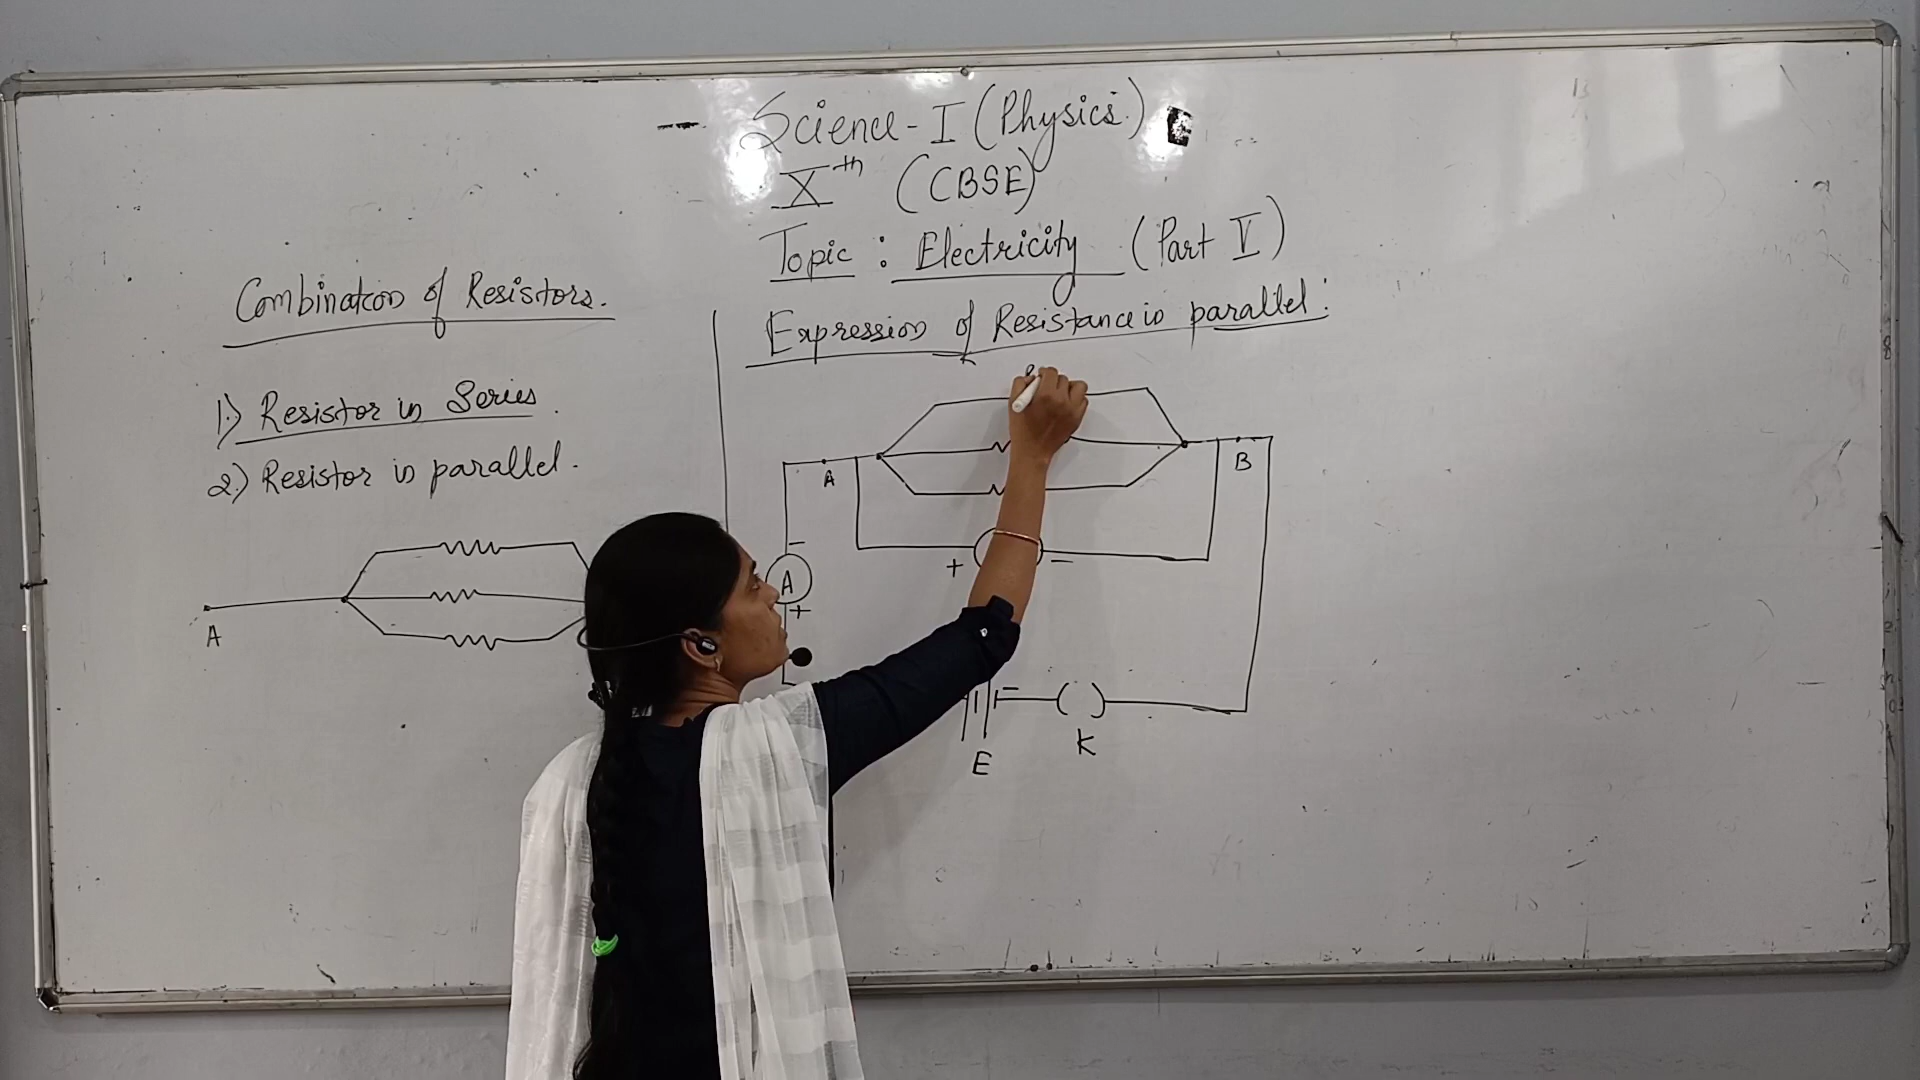 Science - I (Physics)
Xth (CBSE)
Topic : Electricity (Part V)
Combination of Resistors.
1.) Resistor in Series.
2.) Resistor in parallel.
A
Expression of Resistance in parallel :
A
B
A
+
-
-
+
-
E
K